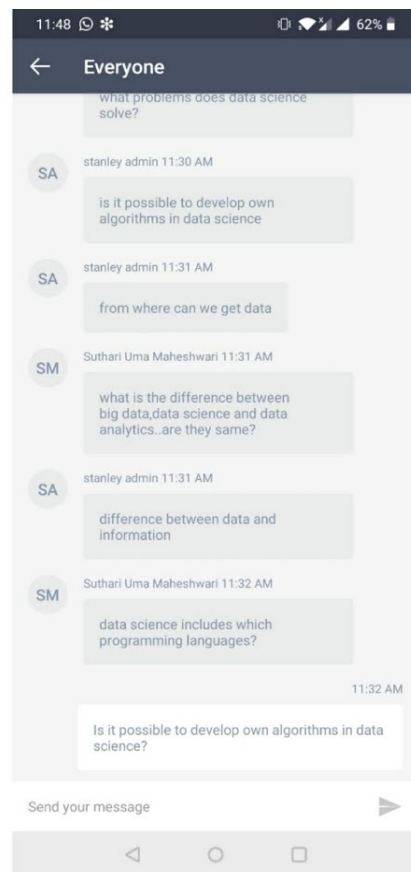 11:48 62%
Everyone
what problems does data science
solve?
SA
stanley admin 11:30 AM
is it possible to develop own
algorithms in data science
SA
stanley admin 11:31 AM
from where can we get data
SM
Suthari Uma Maheshwari 11:31 AM
what is the difference between
big data,data science and data
analytics..are they same?
SA
stanley admin 11:31 AM
difference between data and
information
SM
Suthari Uma Maheshwari 11:32 AM
data science includes which
programming languages?
11:32 AM
Is it possible to develop own algorithms in data
science?
Send your message